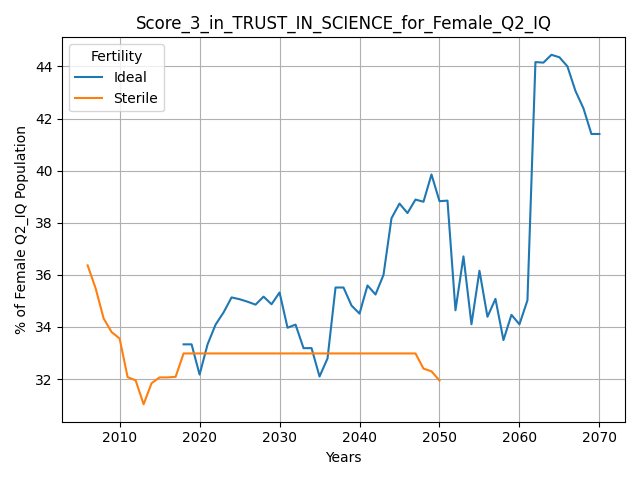 Score_3_in_TRUST_IN_SCIENCE_for_Female_Q2_IQ
Fertility
Ideal
Sterile
% of Female Q2_IQ Population
44
42
40
38
36
34
32
2010 2020 2030 2040 2050 2060 2070
Years